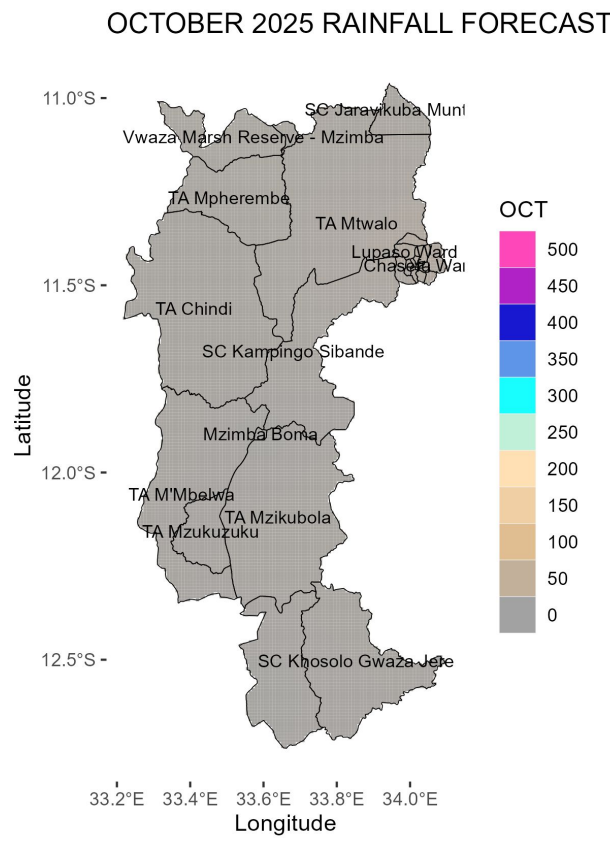 OCTOBER 2025 RAINFALL FORECAST
11.0°S
SC Jaravikuba Munt
Vwaza Marsh Reserve - Mzimba
TA Mpherembe
TA Mtwalo
OCT
500
450
400
350
300
250
200
150
100
50
0
Lupaso Ward
11.5°S
TA Chindi
SC Kampingo Sibande
Latitude
Mzimba Boma
12.0°S
TA M'Mbelwa
TA Mzikubola
TA Mzukuzuku
12.5°S
SC Khosolo Gwaza Jere
33.2°E 33.4°E 33.6°E 33.8°E 34.0°E
Longitude